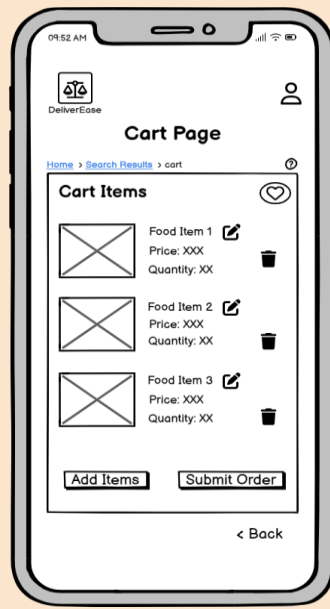 09:52 AM
DeliverEase
Cart Page
Home > Search Results > cart
Cart Items
Food Item 1
Price: XXX
Quantity: XX
Food Item 2
Price: XXX
Quantity: XX
Food Item 3
Price: XXX
Quantity: XX
Add Items
Submit Order
< Back